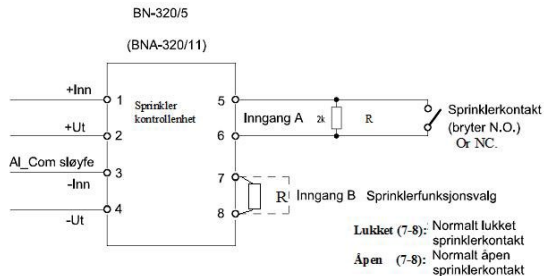 BN-320/5
(BNA-320/11)
+Inn
1
Sprinkler
kontrollenhet
5
Inngang A
2k
R
Sprinklerkontakt
(bryter N.O.)
Or NC.
+Ut
2
6
Al_Com sløyfe
3
-Inn
7
R
Inngang B
Sprinklerfunksjonsvalg
-Ut
4
8
Lukket (7-8): Normalt lukket
sprinklerkontakt
Åpen (7-8): Normalt åpen
sprinklerkontakt